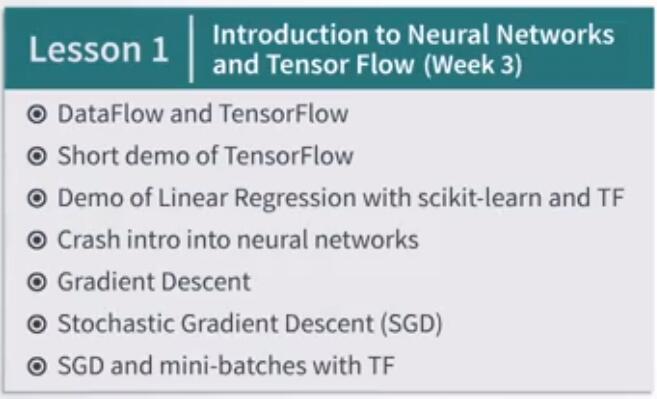 Lesson 1
Introduction to Neural Networks
and Tensor Flow (Week 3)
DataFlow and TensorFlow
Short demo of TensorFlow
Demo of Linear Regression with scikit-learn and TF
Crash intro into neural networks
Gradient Descent
Stochastic Gradient Descent (SGD)
SGD and mini-batches with TF